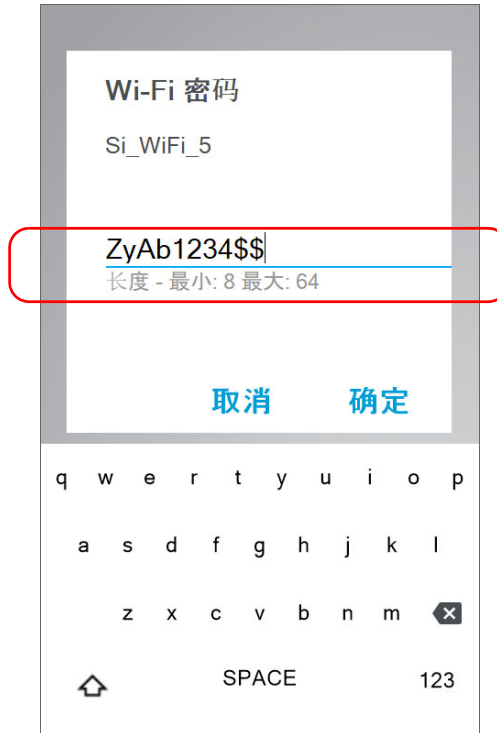 Wi-Fi 密码
Si_WiFi_5
ZyAb1234$$
长度 - 最小: 8 最大: 64
取消 确定
q w e r t y u i o p
a s d f g h j k l
z x c v b n m
SPACE 123